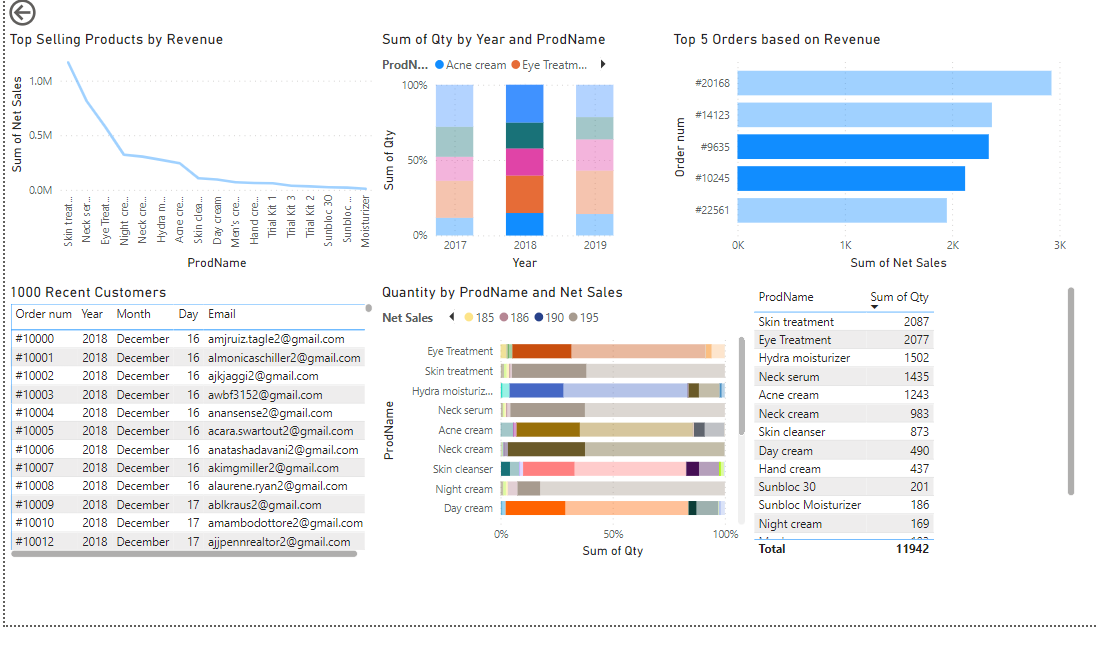 Top Selling Products by Revenue
Sum of Net Sales
1.0M
0.5M
0.0M
Skin treat...
Neck ser...
Eye Treat...
Night cre...
Neck cre...
Hydra m...
Acne cre...
Skin clea...
Day cream
Men's cre...
Hand cre...
Trial Kit 1
Trial Kit 3
Trial Kit 2
Sunbloc 30
Sunbloc ...
Moisturizer
ProdName
Sum of Qty by Year and ProdName
ProdN... Acne cream Eye Treatm...
Sum of Qty
100%
50%
0%
2017 2018 2019
Year
Top 5 Orders based on Revenue
Order num
#20168
#14123
#9635
#10245
#22561
0K 1K 2K 3K
Sum of Net Sales
1000 Recent Customers
Order num Year Month Day Email
#10000 2018 December 16 amjruiz.tagle2@gmail.com
#10001 2018 December 16 almonicaschiller2@gmail.com
#10002 2018 December 16 ajkjaggi2@gmail.com
#10003 2018 December 16 awbf3152@gmail.com
#10004 2018 December 16 anansense2@gmail.com
#10005 2018 December 16 acara.swartout2@gmail.com
#10006 2018 December 16 anatashadavani2@gmail.com
#10007 2018 December 16 akimgmiller2@gmail.com
#10008 2018 December 16 alaurene.ryan2@gmail.com
#10009 2018 December 17 ablkraus2@gmail.com
#10010 2018 December 17 amambodottore2@gmail.com
#10012 2018 December 17 ajjpennrealtor2@gmail.com
Quantity by ProdName and Net Sales
Net Sales 185 186 190 195
ProdName
Eye Treatment
Skin treatment
Hydra moisturiz...
Neck serum
Acne cream
Neck cream
Skin cleanser
Night cream
Day cream
0% 50% 100%
Sum of Qty
ProdName Sum of Qty
Skin treatment 2087
Eye Treatment 2077
Hydra moisturizer 1502
Neck serum 1435
Acne cream 1243
Neck cream 983
Skin cleanser 873
Day cream 490
Hand cream 437
Sunbloc 30 201
Sunbloc Moisturizer 186
Night cream 169
Total 11942